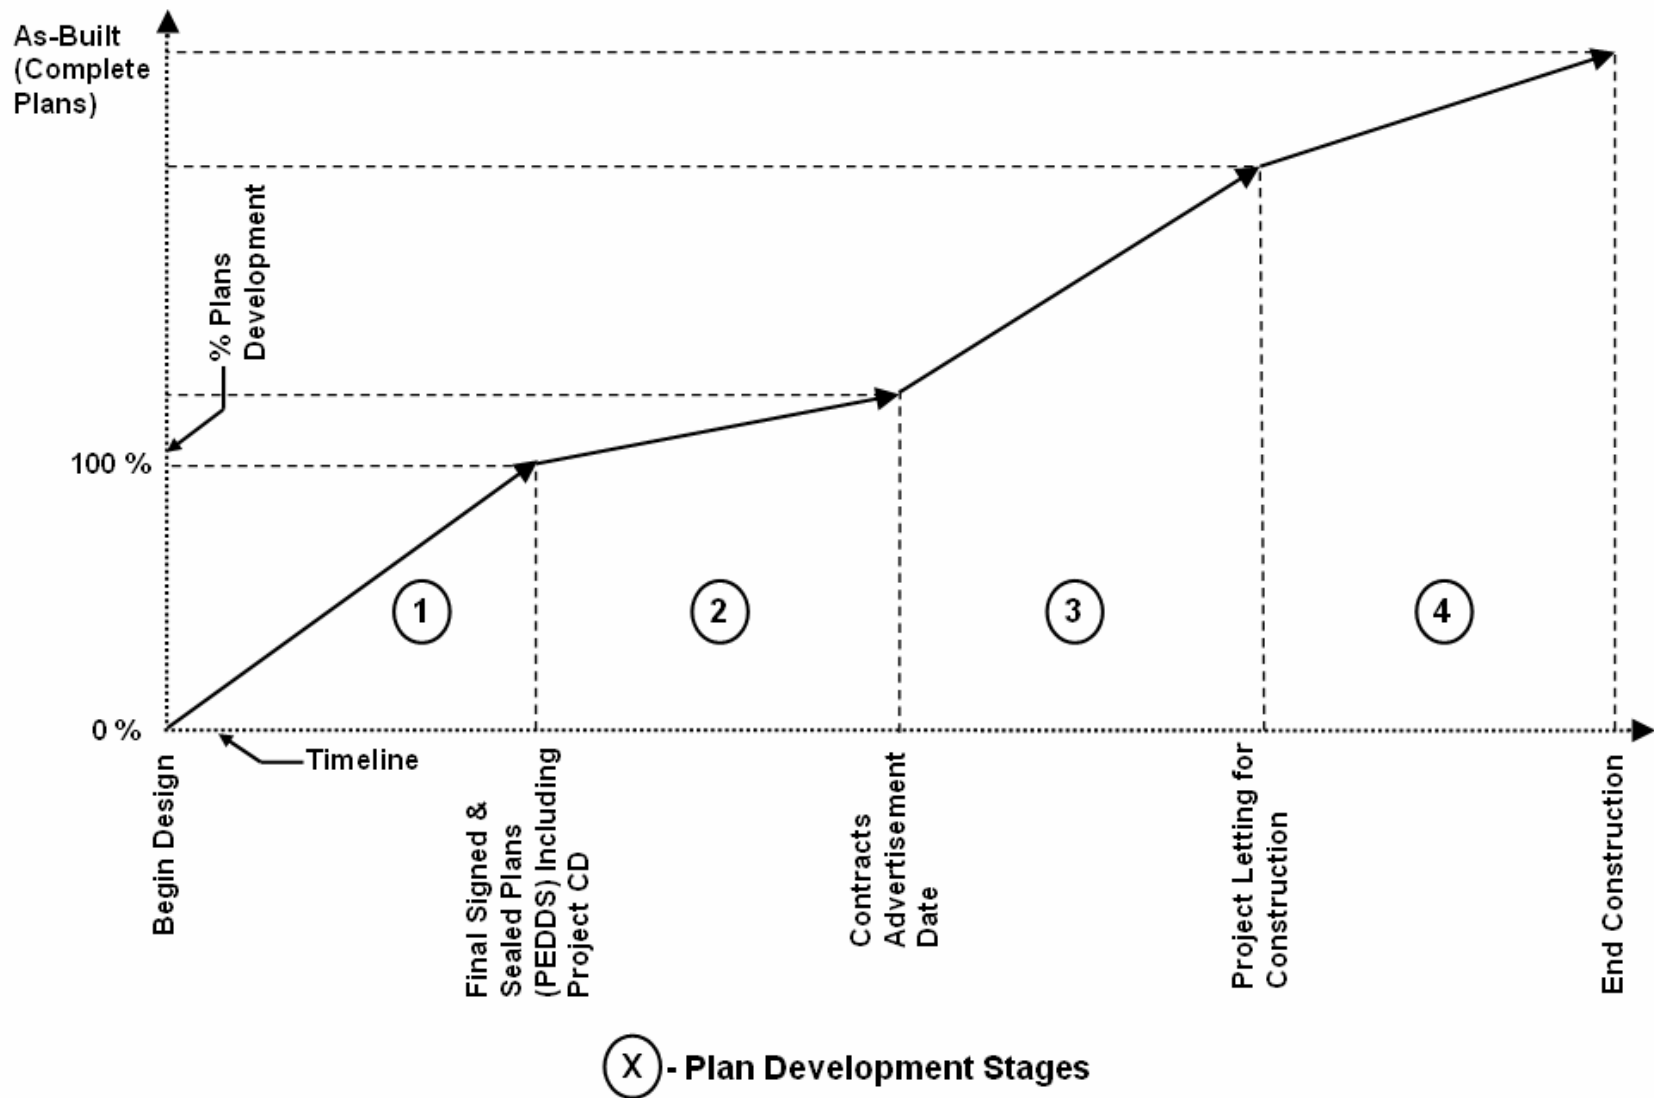 As-Built
(Complete
Plans)
% Plans
Development
100 %
1
2
3
4
0 %
Timeline
Begin Design
Final Signed &
Sealed Plans
(PEDDS) Including
Project CD
Contracts
Advertisement
Date
Project Letting for
Construction
End Construction
X - Plan Development Stages